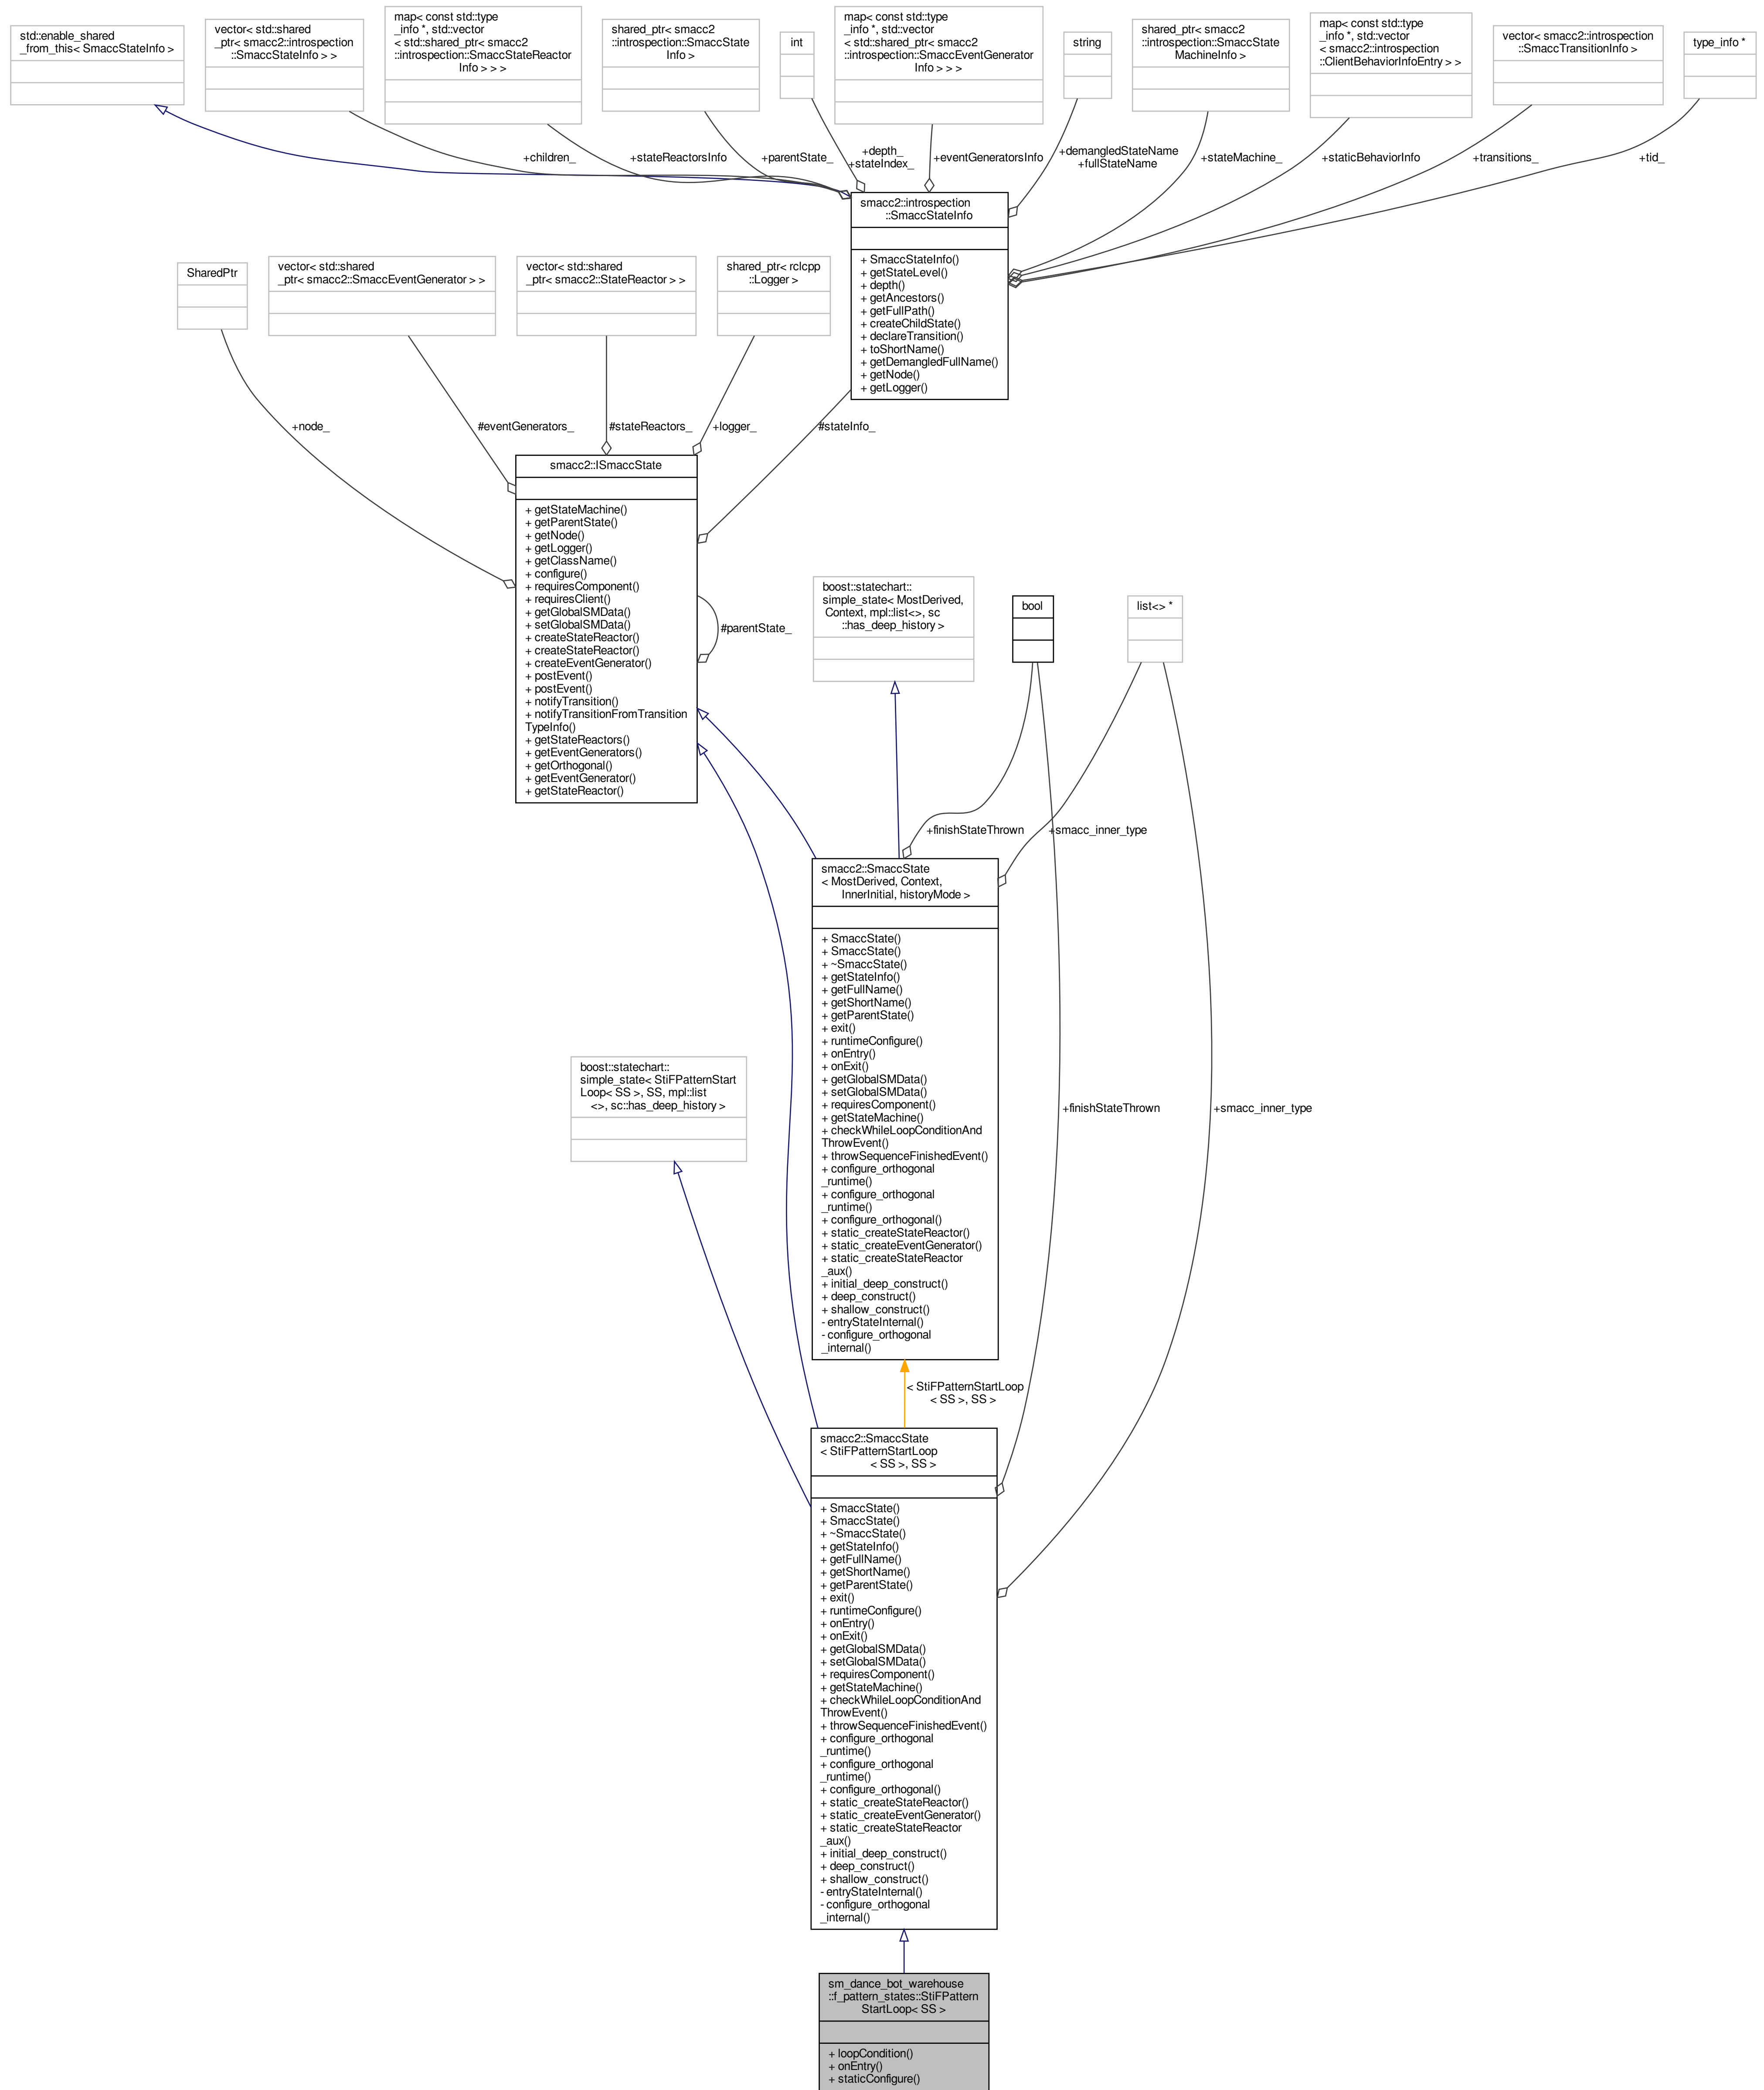 std::enable_shared
_from_this< SmaccStateInfo >
vector< std::shared
_ptr< smacc2::introspection
::SmaccStateInfo > >
map< const std::type
_info *, std::vector
< std::shared_ptr< smacc2
::introspection::SmaccStateReactor
Info > > >
shared_ptr< smacc2
::introspection::SmaccState
Info >
int
map< const std::type
_info *, std::vector
< std::shared_ptr< smacc2
::introspection::SmaccEventGenerator
Info > > >
string
shared_ptr< smacc2
::introspection::SmaccState
MachineInfo >
map< const std::type
_info *, std::vector
< smacc2::introspection
::ClientBehaviorInfoEntry > >
vector< smacc2::introspection
::SmaccTransitionInfo >
type_info *
+children_
+stateReactorsInfo
+parentState_
+depth_
+stateIndex_
+eventGeneratorsInfo
+demangledStateName
+fullStateName
+stateMachine_
+staticBehaviorInfo
+transitions_
+tid_
smacc2::introspection
::SmaccStateInfo
+ SmaccStateInfo()
+ getStateLevel()
+ depth()
+ getAncestors()
+ getFullPath()
+ createChildState()
+ declareTransition()
+ toShortName()
+ getDemangledFullName()
+ getNode()
+ getLogger()
SharedPtr
vector< std::shared
_ptr< smacc2::SmaccEventGenerator > >
vector< std::shared
_ptr< smacc2::StateReactor > >
shared_ptr< rclcpp
::Logger >
+node_
#eventGenerators_
#stateReactors_
+logger_
#stateInfo_
smacc2::ISmaccState
+ getStateMachine()
+ getParentState()
+ getNode()
+ getLogger()
+ getClassName()
+ configure()
+ requiresComponent()
+ requiresClient()
+ getGlobalSMData()
+ setGlobalSMData()
+ createStateReactor()
+ createStateReactor()
+ createEventGenerator()
+ postEvent()
+ postEvent()
+ notifyTransition()
+ notifyTransitionFromTransition
TypeInfo()
+ getStateReactors()
+ getEventGenerators()
+ getOrthogonal()
+ getEventGenerator()
+ getStateReactor()
#parentState_
boost::statechart::
simple_state< MostDerived,
Context, mpl::list<>, sc
::has_deep_history >
bool
list<> *
+finishStateThrown
+smacc_inner_type
smacc2::SmaccState
< MostDerived, Context,
InnerInitial, historyMode >
+ SmaccState()
+ SmaccState()
+ ~SmaccState()
+ getStateInfo()
+ getFullName()
+ getShortName()
+ getParentState()
+ exit()
+ runtimeConfigure()
+ onEntry()
+ onExit()
+ getGlobalSMData()
+ setGlobalSMData()
+ requiresComponent()
+ getStateMachine()
+ checkWhileLoopConditionAnd
ThrowEvent()
+ throwSequenceFinishedEvent()
+ configure_orthogonal
_runtime()
+ configure_orthogonal
_runtime()
+ configure_orthogonal()
+ static_createStateReactor()
+ static_createEventGenerator()
+ static_createStateReactor
_aux()
+ initial_deep_construct()
+ deep_construct()
+ shallow_construct()
- entryStateInternal()
- configure_orthogonal
_internal()
boost::statechart::
simple_state< StiFPatternStart
Loop< SS >, SS, mpl::list
<>, sc::has_deep_history >
+finishStateThrown
+smacc_inner_type
< StiFPatternStartLoop
< SS >, SS >
smacc2::SmaccState
< StiFPatternStartLoop
< SS >, SS >
+ SmaccState()
+ SmaccState()
+ ~SmaccState()
+ getStateInfo()
+ getFullName()
+ getShortName()
+ getParentState()
+ exit()
+ runtimeConfigure()
+ onEntry()
+ onExit()
+ getGlobalSMData()
+ setGlobalSMData()
+ requiresComponent()
+ getStateMachine()
+ checkWhileLoopConditionAnd
ThrowEvent()
+ throwSequenceFinishedEvent()
+ configure_orthogonal
_runtime()
+ configure_orthogonal
_runtime()
+ configure_orthogonal()
+ static_createStateReactor()
+ static_createEventGenerator()
+ static_createStateReactor
_aux()
+ initial_deep_construct()
+ deep_construct()
+ shallow_construct()
- entryStateInternal()
- configure_orthogonal
_internal()
sm_dance_bot_warehouse
::f_pattern_states::StiFPattern
StartLoop< SS >
+ loopCondition()
+ onEntry()
+ staticConfigure()